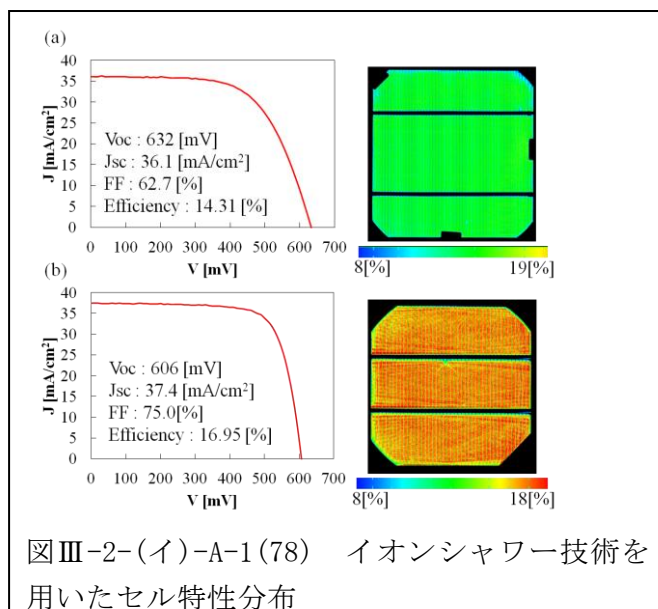 (a)
40
35
30
25
20
15
10
5
0
J [mA/cm²]
Voc : 632 [mV]
Jsc : 36.1 [mA/cm²]
FF : 62.7 [%]
Efficiency : 14.31 [%]
0 100 200 300 400 500 600 700
V [mV]
8[%] 19[%]
(b)
40
35
30
25
20
15
10
5
0
J [mA/cm²]
Voc : 606 [mV]
Jsc : 37.4 [mA/cm²]
FF : 75.0[%]
Efficiency : 16.95 [%]
0 100 200 300 400 500 600 700
V [mV]
8[%] 18[%]
図Ⅲ-2-(イ)-A-1(78) イオンシャワー技術を
用いたセル特性分布